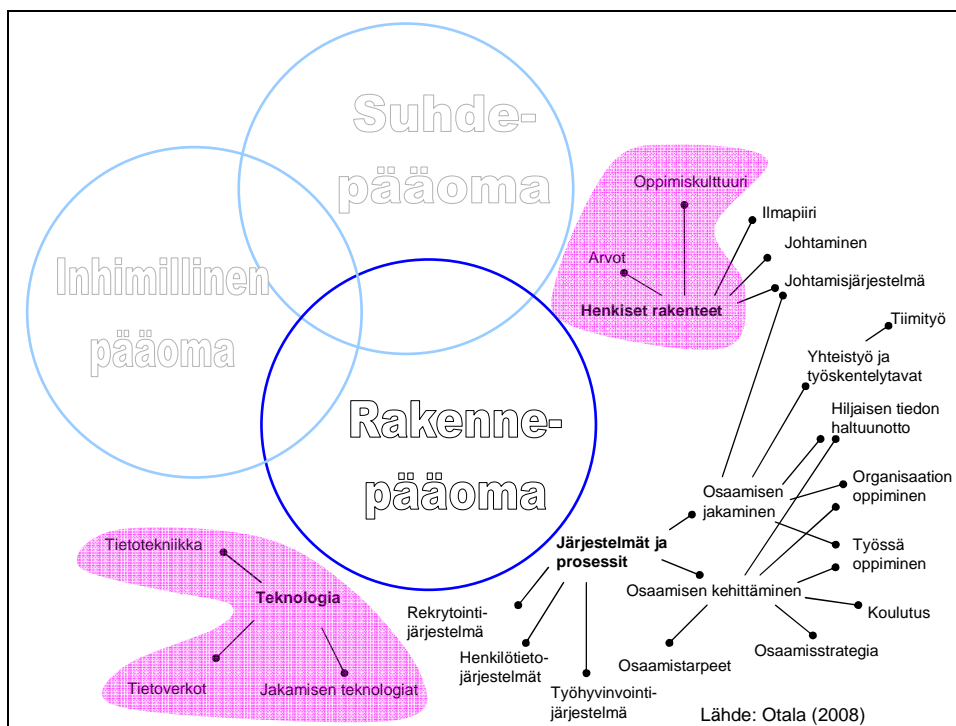 Suhde-
pääoma
Inhimillinen
pääoma
Rakenne-
pääoma
Oppimiskulttuuri
Arvot
Henkiset rakenteet
Ilmapiiri
Johtaminen
Johtamisjärjestelmä
Tiimityö
Yhteistyö ja
työskentelytavat
Hiljaisen tiedon
haltuunotto
Organisaation
oppiminen
Osaamisen
jakaminen
Työssä
oppiminen
Järjestelmät ja
prosessit
Osaamisen kehittäminen
Koulutus
Osaamisstrategia
Osaamistarpeet
Rekrytointi-
järjestelmä
Henkilötieto-
järjestelmät
Työhyvinvointi-
järjestelmä
Tietotekniikka
Teknologia
Tietoverkot
Jakamisen teknologiat
Lähde: Otala (2008)